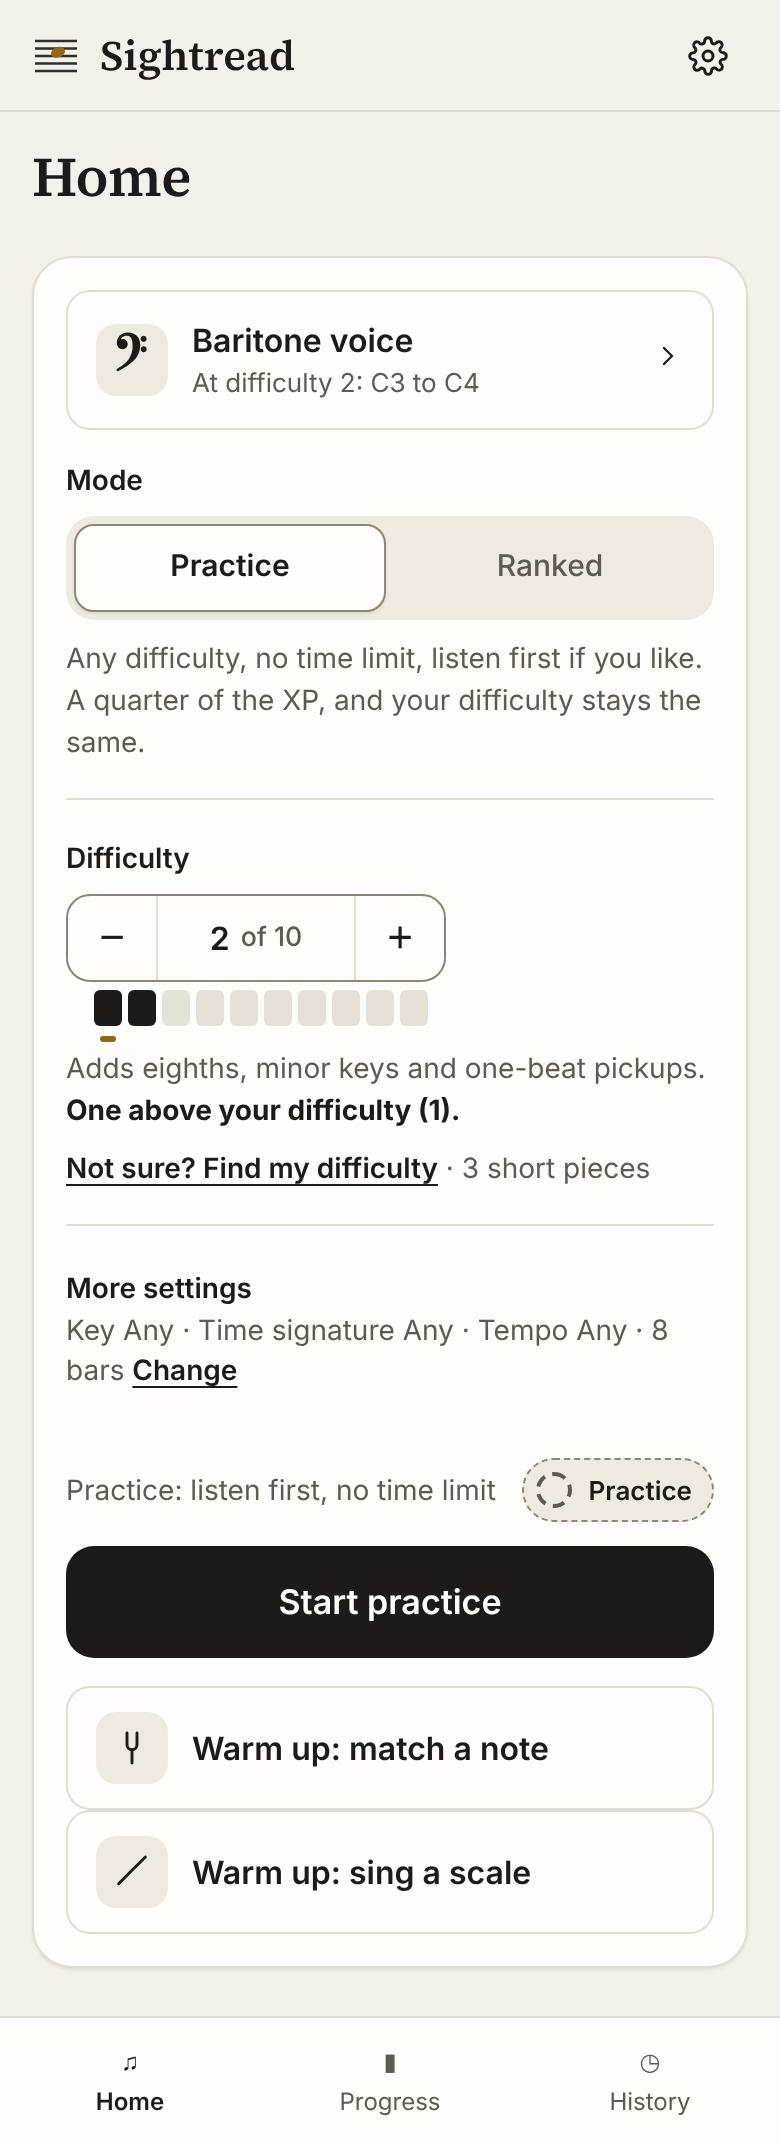 Sightread
Home
Baritone voice
At difficulty 2: C3 to C4
Mode
Practice
Ranked
Any difficulty, no time limit, listen first if you like.
A quarter of the XP, and your difficulty stays the
same.
Difficulty
− 2 of 10 +
Adds eighths, minor keys and one-beat pickups.
One above your difficulty (1).
Not sure? Find my difficulty · 3 short pieces
More settings
Key Any · Time signature Any · Tempo Any · 8
bars Change
Practice: listen first, no time limit
Practice
Start practice
Warm up: match a note
Warm up: sing a scale
Home
Progress
History